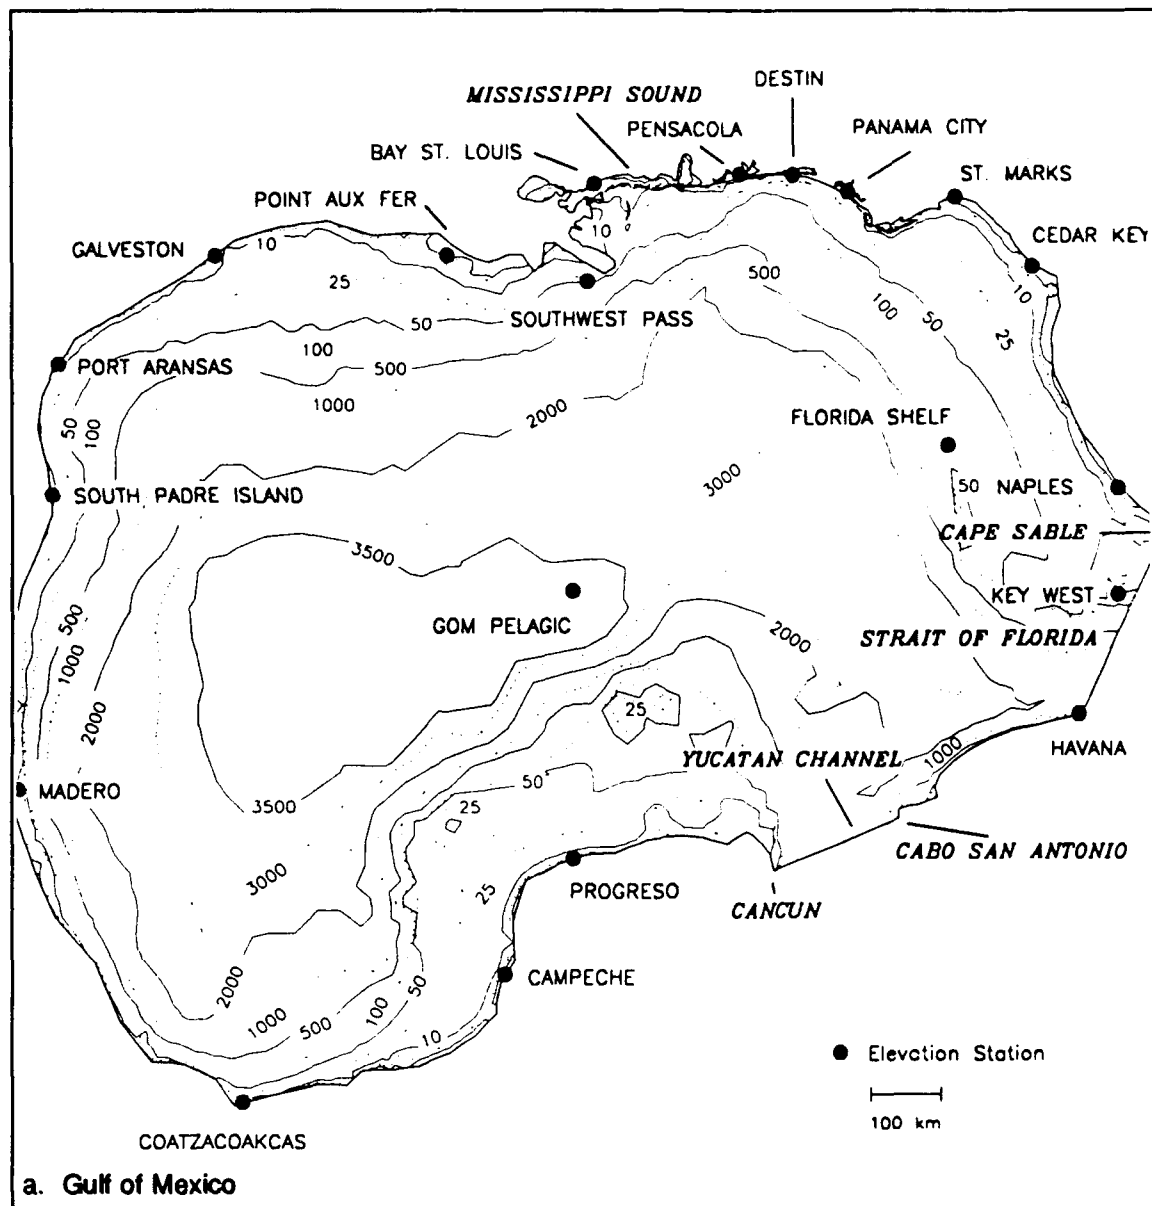 DESTIN
MISSISSIPPI SOUND
PENSACOLA
PANAMA CITY
BAY ST. LOUIS
ST. MARKS
POINT AUX FER
CEDAR KEY
GALVESTON
10
10
25
500
10
SOUTHWEST PASS
50
100
50
25
100
500
PORT ARANSAS
1000
2000
FLORIDA SHELF
50
100
3000
50
NAPLES
SOUTH PADRE ISLAND
CAPE SABLE
3500
KEY WEST
GOM PELAGIC
500
2000
STRAIT OF FLORIDA
1000
2000
25
YUCATAN CHANNEL
1000
HAVANA
MADERO
50
25
3500
CABO SAN ANTONIO
3000
25
PROGRESO
CANCUN
2000
CAMPECHE
50
100
1000
500
10
Elevation Station
100 km
COATZACOAKCAS
a. Gulf of Mexico